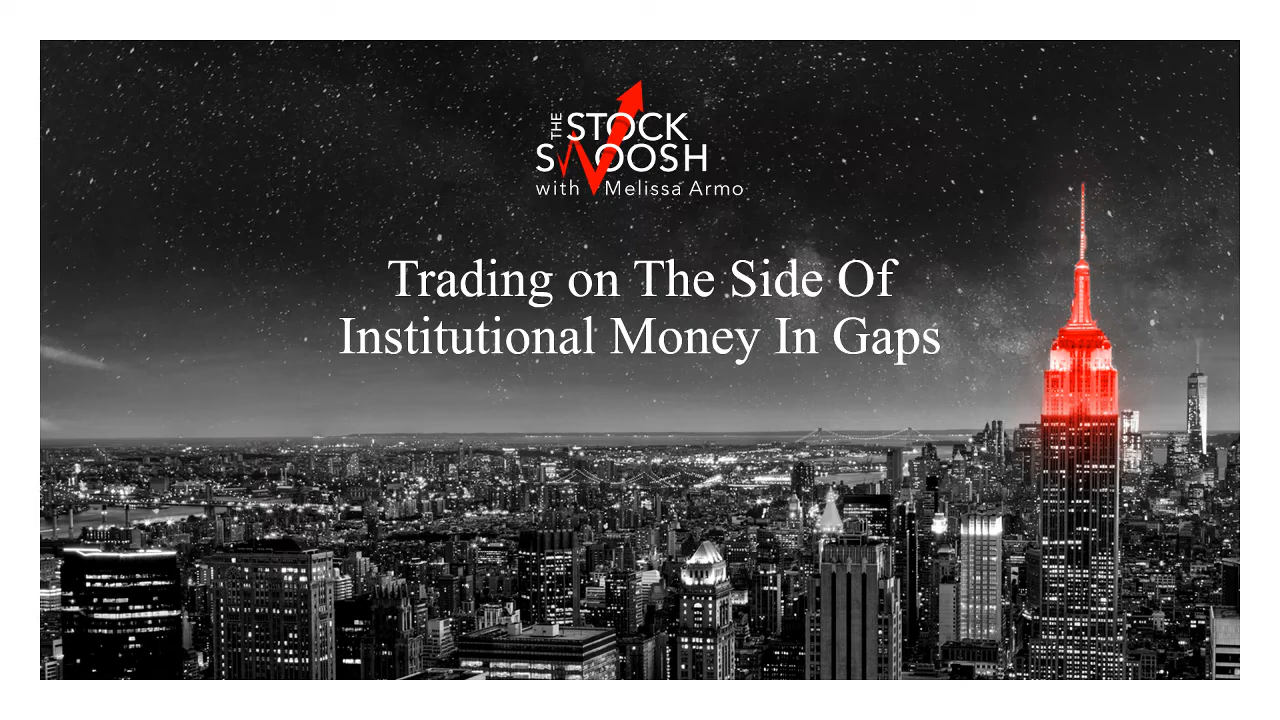 THE STOCK
SWOOSH
with Melissa Armo
Trading on The Side Of
Institutional Money In Gaps